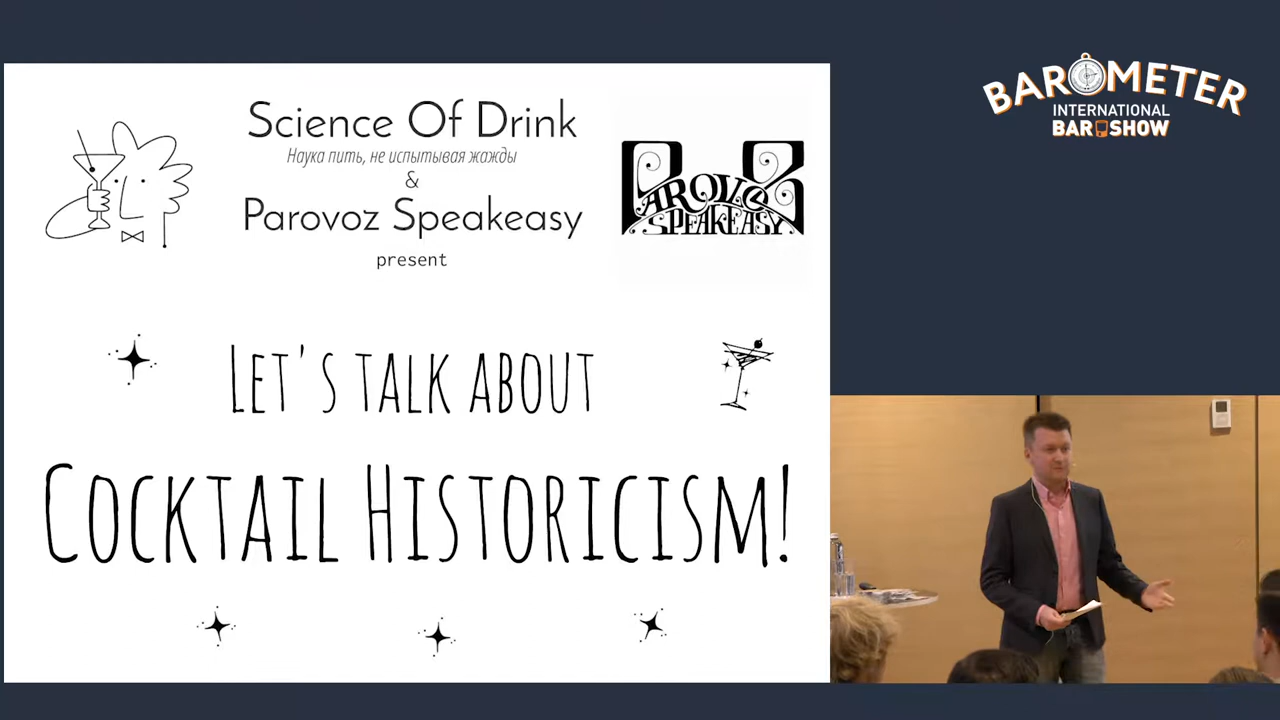 Science Of Drink
Наука пить, не испытывая жажды
&
Parovoz Speakeasy
present
PAROVOZ
SPEAKEASY
LET'S TALK ABOUT
COCKTAIL HISTORICISM!
BAROMETER
INTERNATIONAL
BAR SHOW